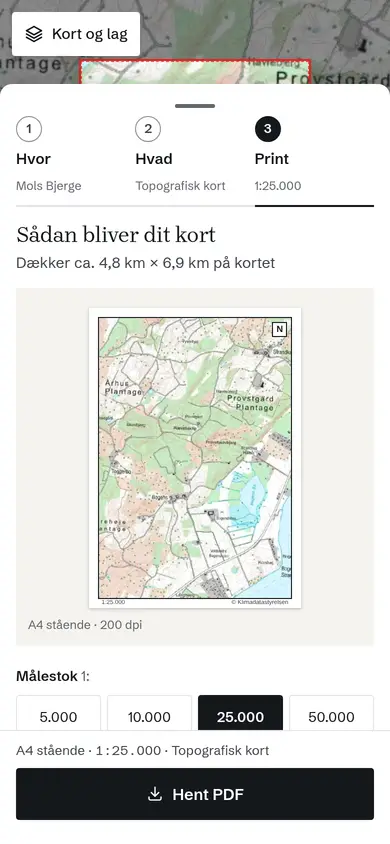 Kort og lag
antage
Provstgård
1
2
3
Hvor
Hvad
Print
Mols Bjerge
Topografisk kort
1:25.000
Sådan bliver dit kort
Dækker ca. 4,8 km × 6,9 km på kortet
N
Århus
Plantage
Provstgård
Plantage
antage
1:25.000
© Klimadatastyrelsen
A4 stående · 200 dpi
Målestok 1:
5.000
10.000
25.000
50.000
A4 stående · 1:25.000 · Topografisk kort
Hent PDF